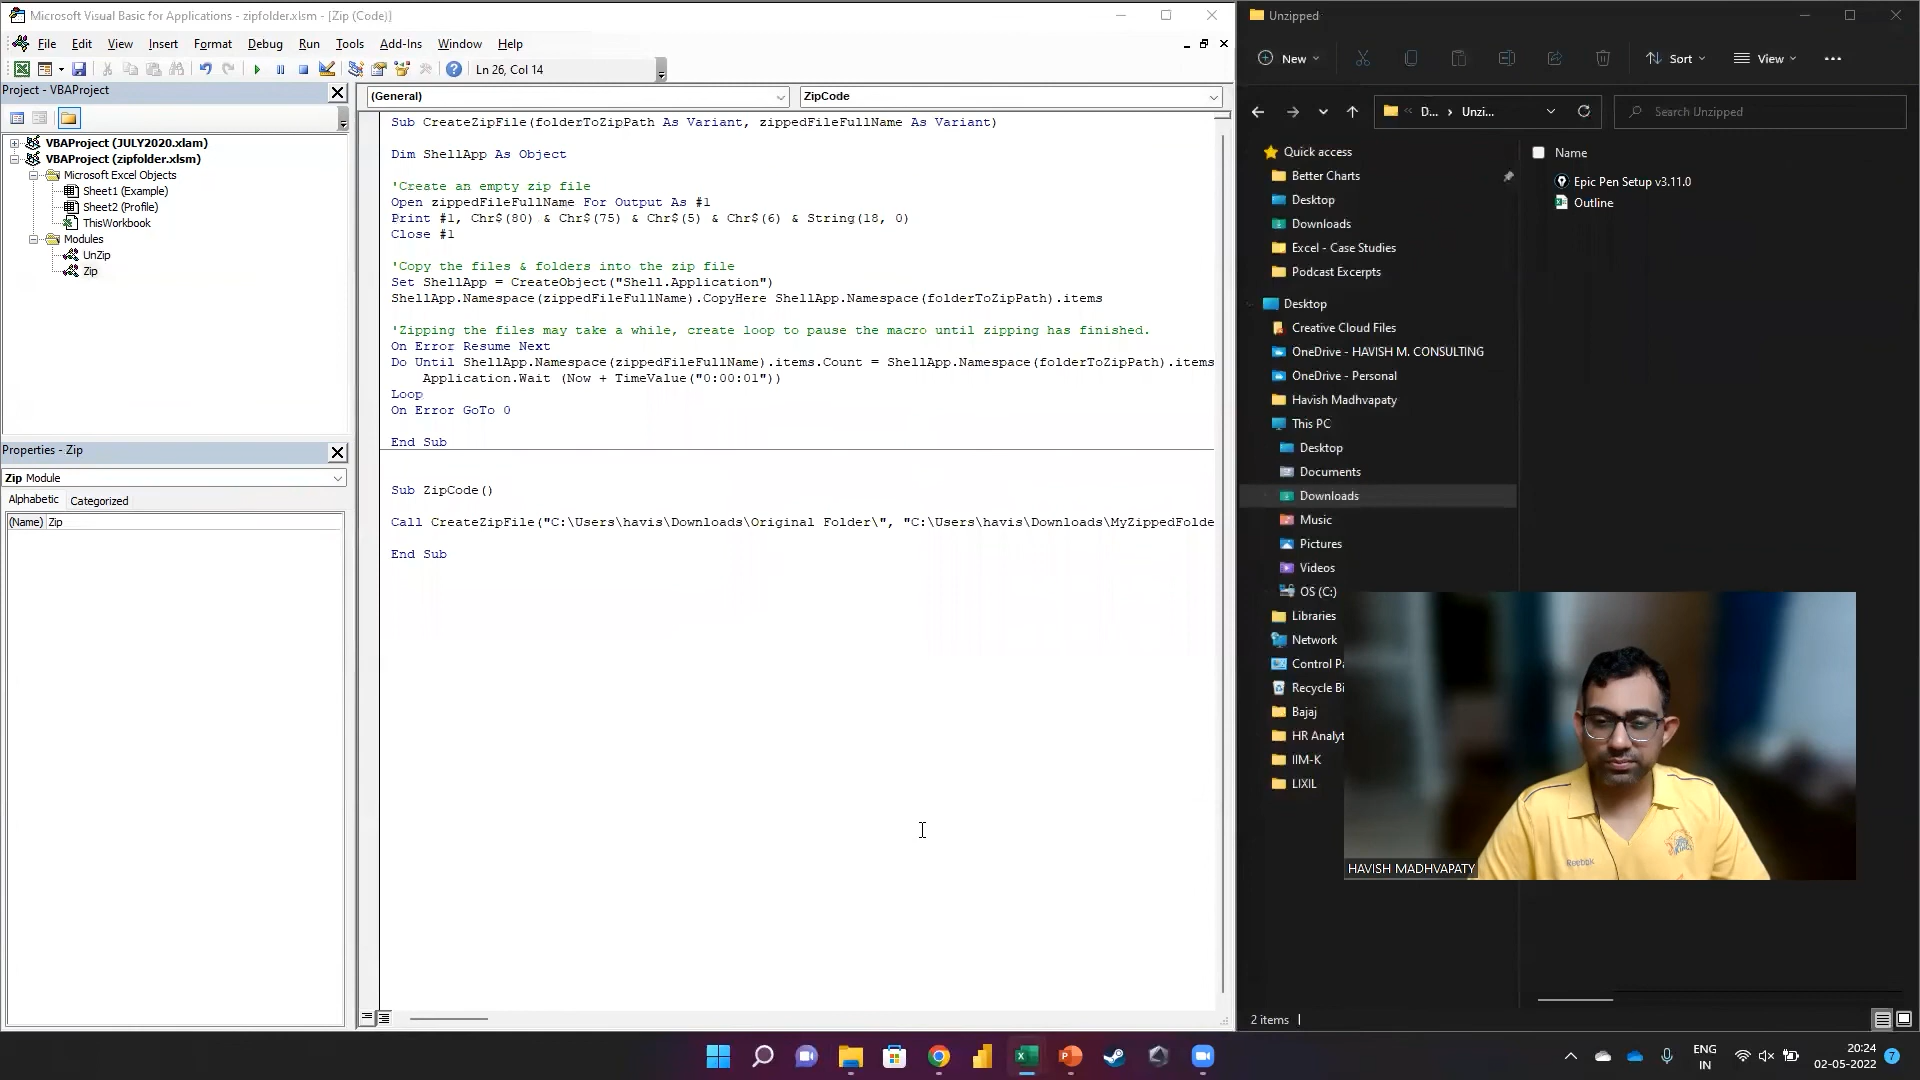 Microsoft Visual Basic for Applications - zipfolder.xlsm - [Zip (Code)]
File Edit View Insert Format Debug Run Tools Add-Ins Window Help
Ln 26, Col 14
Project - VBAProject
VBAProject (JULY2020.xlam)
VBAProject (zipfolder.xlsm)
Microsoft Excel Objects
Sheet1 (Example)
Sheet2 (Profile)
ThisWorkbook
Modules
UnZip
Zip
Properties - Zip
Zip Module
Alphabetic Categorized
(Name) Zip
(General)
ZipCode
Sub CreateZipFile(folderToZipPath As Variant, zippedFileFullName As Variant)
Dim ShellApp As Object
'Create an empty zip file
Open zippedFileFullName For Output As #1
Print #1, Chr$(80) & Chr$(75) & Chr$(5) & Chr$(6) & String(18, 0)
Close #1
'Copy the files & folders into the zip file
Set ShellApp = CreateObject("Shell.Application")
ShellApp.Namespace(zippedFileFullName).CopyHere ShellApp.Namespace(folderToZipPath).items
'Zipping the files may take a while, create loop to pause the macro until zipping has finished.
On Error Resume Next
Do Until ShellApp.Namespace(zippedFileFullName).items.Count = ShellApp.Namespace(folderToZipPath).items
Application.Wait (Now + TimeValue("0:00:01"))
Loop
On Error GoTo 0
End Sub
Sub ZipCode()
Call CreateZipFile("C:\Users\havis\Downloads\Original Folder\", "C:\Users\havis\Downloads\MyZippedFolde
End Sub
Unzipped
New
Sort
View
D...
Unzi...
Search Unzipped
Quick access
Better Charts
Desktop
Downloads
Excel - Case Studies
Podcast Excerpts
Desktop
Creative Cloud Files
OneDrive - HAVISH M. CONSULTING
OneDrive - Personal
Havish Madhvapaty
This PC
Desktop
Documents
Downloads
Music
Pictures
Videos
OS (C:)
Libraries
Network
Control Pa
Recycle Bi
Bajaj
HR Analyt
IIM-K
LIXIL
Name
Epic Pen Setup v3.11.0
Outline
Reebok
HAVISH MADHVAPATY
2 items
ENG
IN
20:24
02-05-2022
7